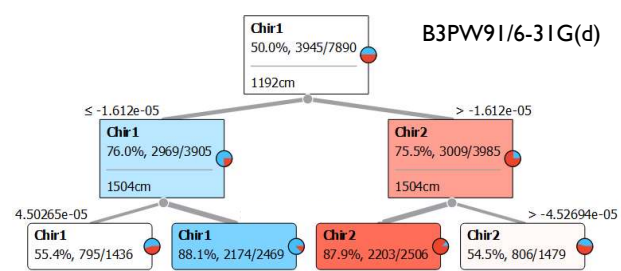 Chir1
50.0%, 3945/7890
1192cm
B3PW91/6-31G(d)
≤ -1.612e-05
> -1.612e-05
Chir1
76.0%, 2969/3905
1504cm
Chir2
75.5%, 3009/3985
1504cm
4.50265e-05
> -4.52694e-05
Chir1
55.4%, 795/1436
Chir1
88.1%, 2174/2469
Chir2
87.9%, 2203/2506
Chir2
54.5%, 806/1479